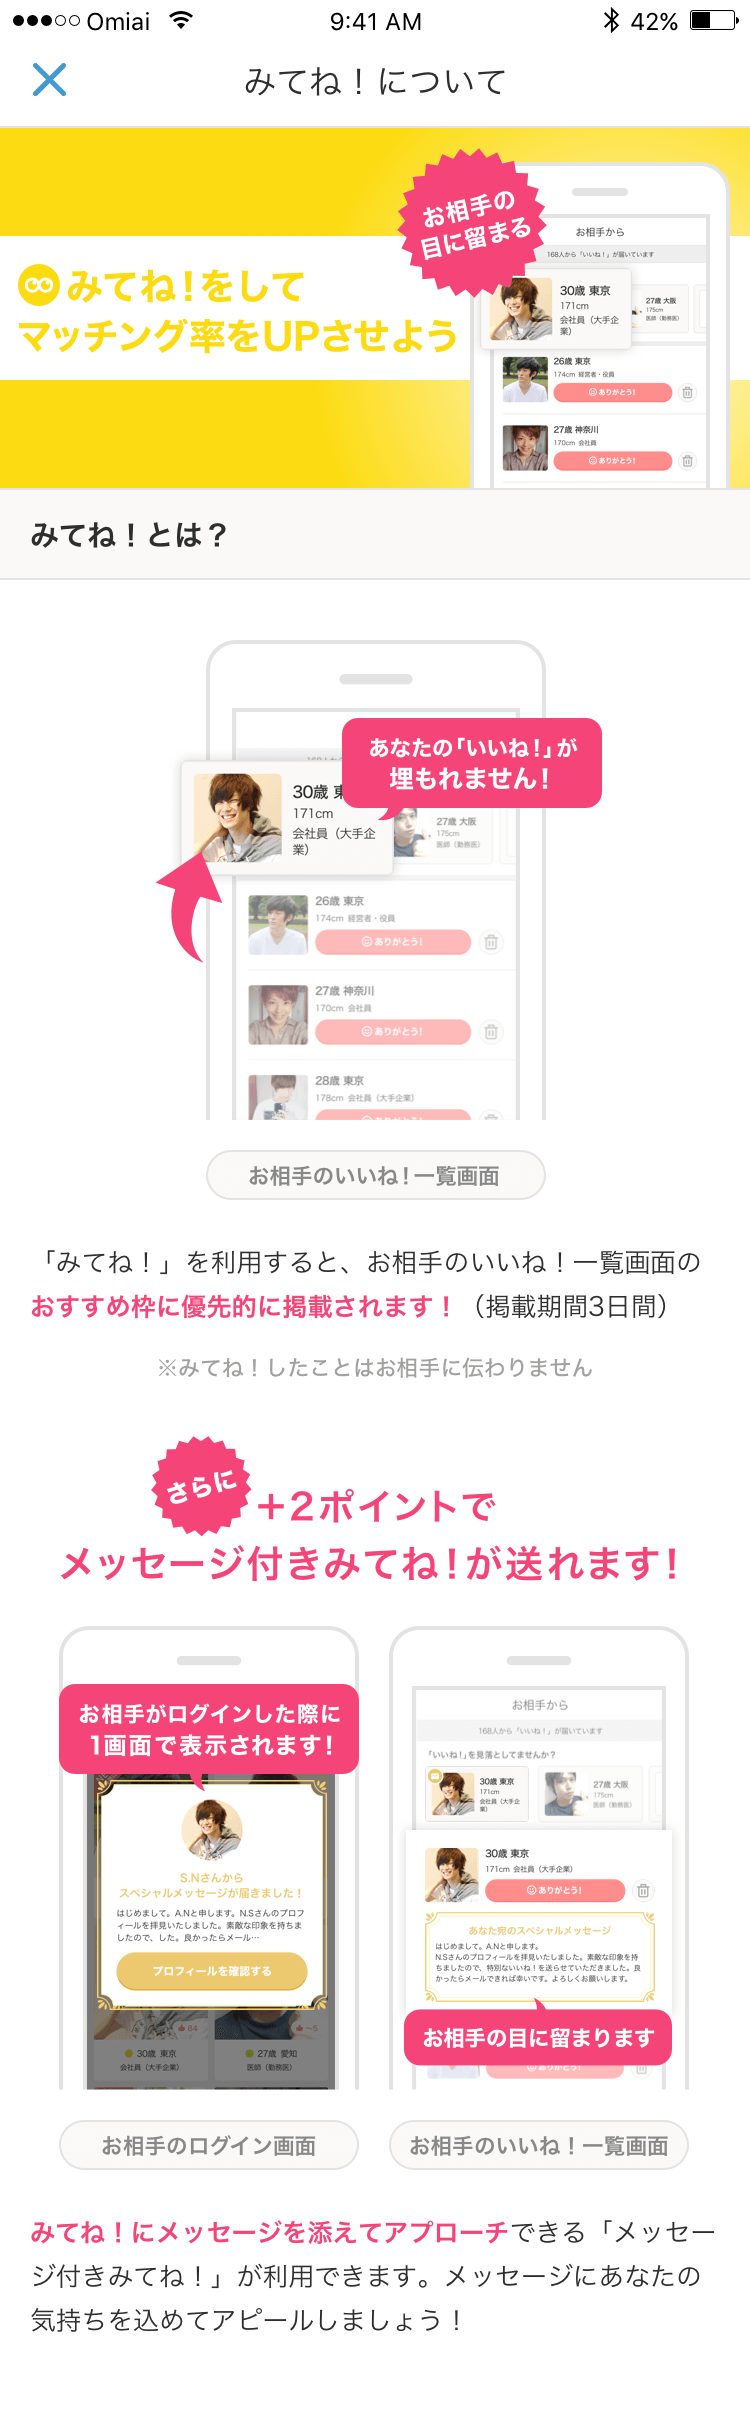 Omiai 9:41 AM 42%
みてね！について
お相手の
目に留まる
みてね！をして
マッチング率をUPさせよう
お相手から
168人から「いいね！」が届いています
30歳 東京
171cm
会社員（大手企
業）
27歳 大阪
175cm
医師（勤務医）
26歳 東京
174cm 経営者・役員
ありがとう！
27歳 神奈川
170cm 会社員
ありがとう！
みてね！とは？
あなたの「いいね！」が
埋もれません！
30歳 東
171cm
会社員（大手企
業）
27歳 大阪
175cm
医師（勤務医）
26歳 東京
174cm 経営者・役員
ありがとう！
27歳 神奈川
170cm 会社員
ありがとう！
28歳 東京
178cm 会社員（大手企業）
お相手のいいね！一覧画面
「みてね！」を利用すると、お相手のいいね！一覧画面の
おすすめ枠に優先的に掲載されます！（掲載期間3日間）
※みてね！したことはお相手に伝わりません
さらに
＋2ポイントで
メッセージ付きみてね！が送れます！
お相手がログインした際に
1画面で表示されます！
S.Nさんから
スペシャルメッセージが届きました！
はじめまして。A.Nと申します。N.Sさんのプロフ
ィールを拝見いたしました。素敵な印象を持ちま
したので、した。良かったらメール…
プロフィールを確認する
84
~5
30歳 東京
会社員（大手企業）
27歳 愛知
医師（勤務医）
お相手のログイン画面
お相手から
168人から「いいね！」が届いています
「いいね！」を見落としてませんか？
30歳 東京
171cm
会社員（大手企
業）
27歳 大阪
175cm
医師（勤務医）
30歳 東京
171cm 会社員（大手企業）
ありがとう！
あなた宛のスペシャルメッセージ
はじめまして。A.Nと申します。
N.Sさんのプロフィールを拝見いたしました。素敵な印象を持
ちましたので、特別ないいね！を送らせていただきました。良
かったらメールできれば幸いです。よろしくお願いします。
お相手の目に留まります
お相手のいいね！一覧画面
みてね！にメッセージを添えてアプローチできる「メッセー
ジ付きみてね！」が利用できます。メッセージにあなたの
気持ちを込めてアピールしましょう！